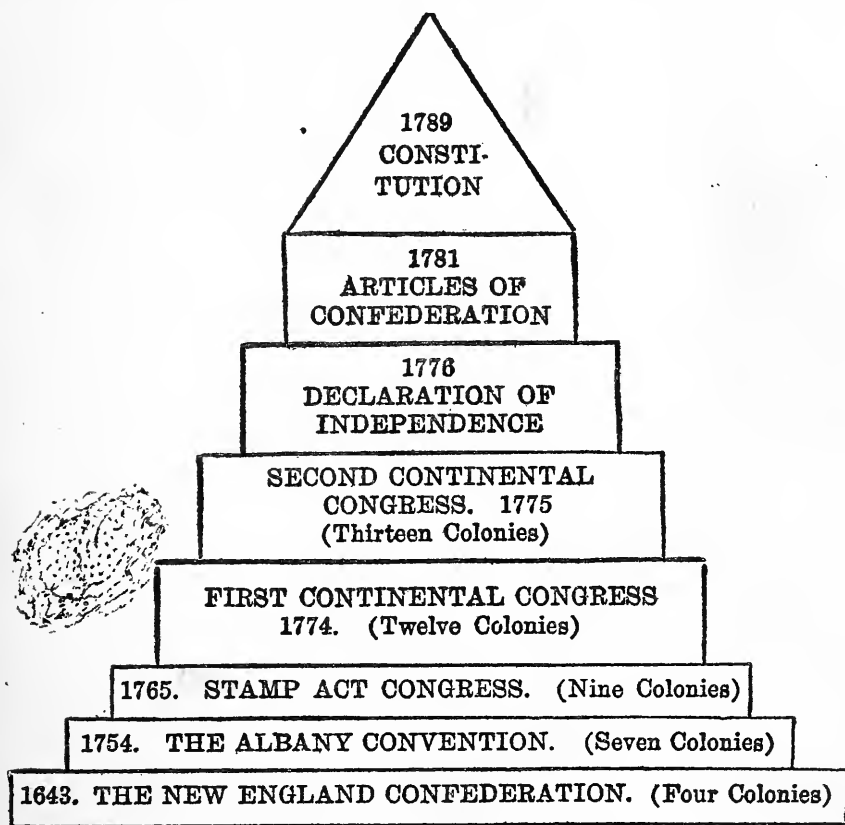 1789
CONSTI-
TUTION
1781
ARTICLES OF
CONFEDERATION
1776
DECLARATION OF
INDEPENDENCE
SECOND CONTINENTAL
CONGRESS. 1775
(Thirteen Colonies)
FIRST CONTINENTAL CONGRESS
1774. (Twelve Colonies)
1765. STAMP ACT CONGRESS. (Nine Colonies)
1754. THE ALBANY CONVENTION. (Seven Colonies)
1643. THE NEW ENGLAND CONFEDERATION. (Four Colonies)